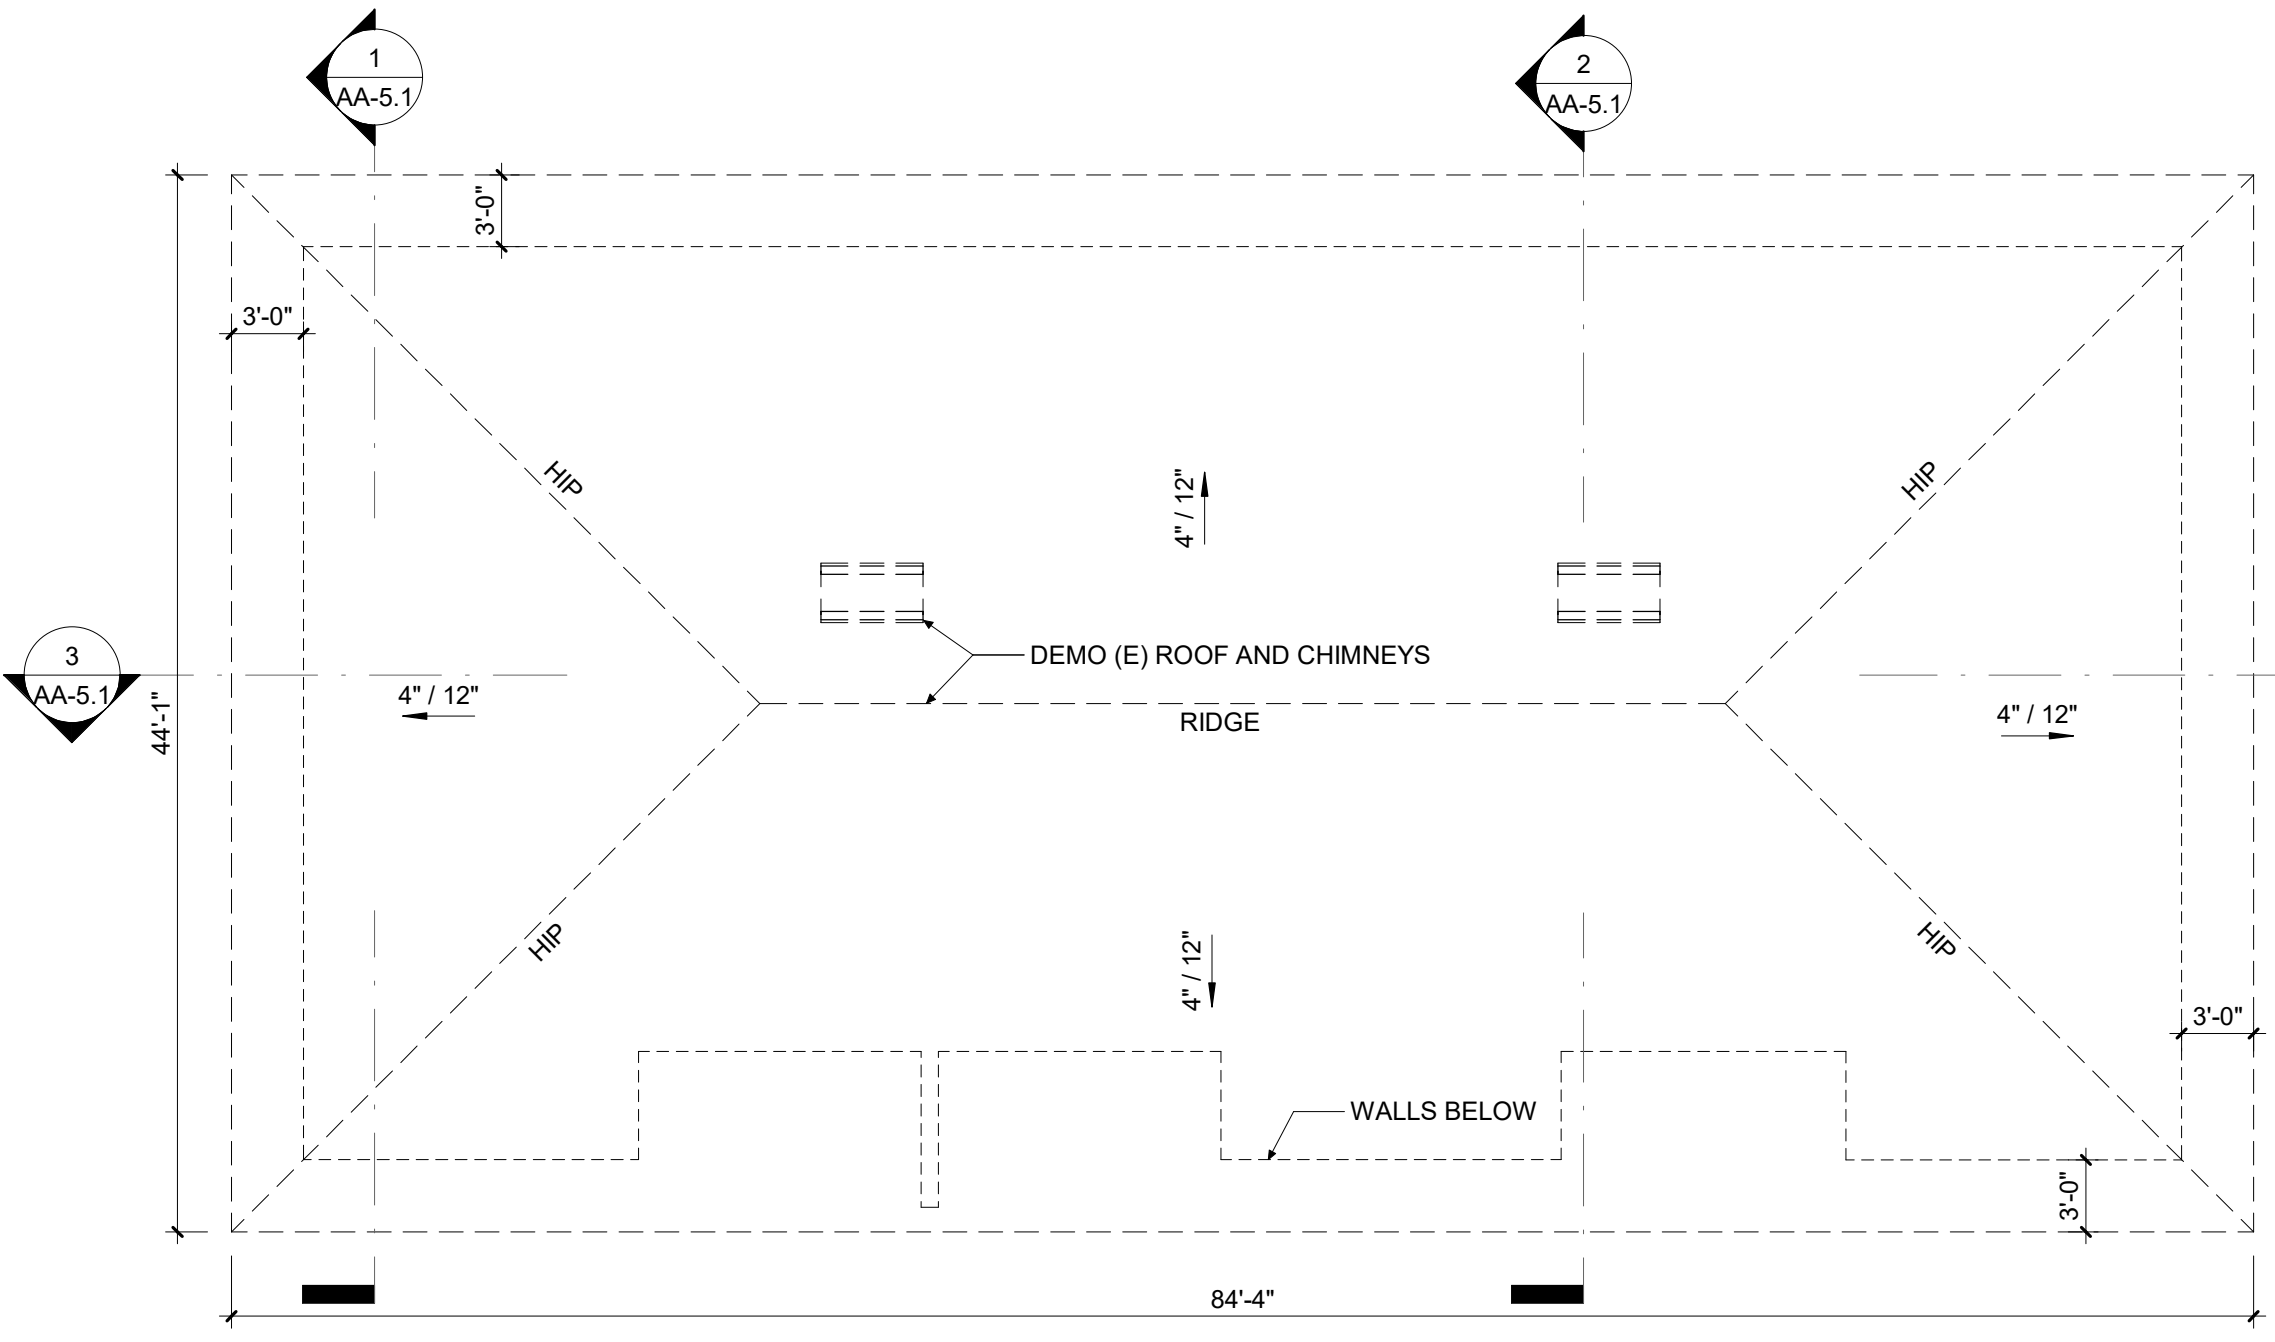 1
AA-5.1
2
AA-5.1
3'-0"
3'-0"
HIP
HIP
4" / 12"
DEMO (E) ROOF AND CHIMNEYS
3
AA-5.1
4" / 12"
44'-1"
RIDGE
4" / 12"
HIP
HIP
4" / 12"
3'-0"
WALLS BELOW
3'-0"
84'-4"